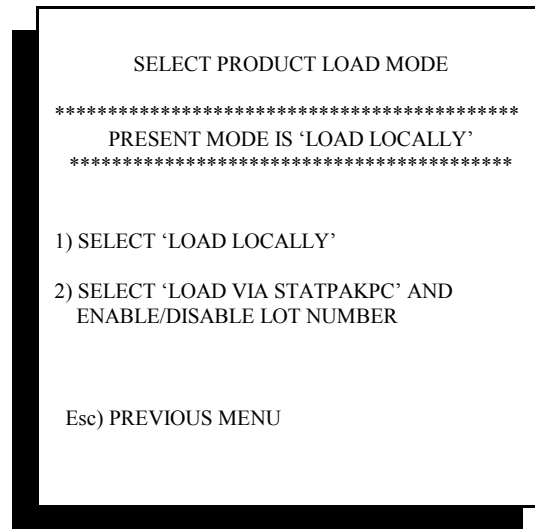 SELECT PRODUCT LOAD MODE
********************************************
PRESENT MODE IS ‘LOAD LOCALLY’
******************************************
1) SELECT ‘LOAD LOCALLY’
2) SELECT ‘LOAD VIA STATPAKPC’ AND
ENABLE/DISABLE LOT NUMBER
Esc) PREVIOUS MENU